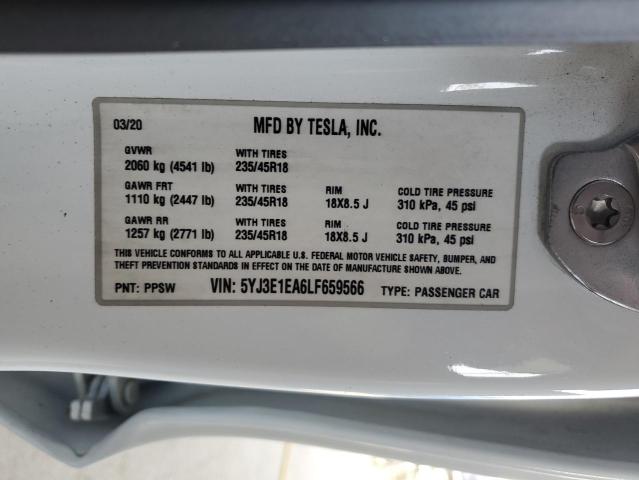 03/20 MFD BY TESLA, INC.
GVWR WITH TIRES
2060 kg (4541 lb) 235/45R18
GAWR FRT WITH TIRES RIM COLD TIRE PRESSURE
1110 kg (2447 lb) 235/45R18 18X8.5 J 310 kPa, 45 psi
GAWR RR WITH TIRES RIM COLD TIRE PRESSURE
1257 kg (2771 lb) 235/45R18 18X8.5 J 310 kPa, 45 psi
THIS VEHICLE CONFORMS TO ALL APPLICABLE U.S. FEDERAL MOTOR VEHICLE SAFETY, BUMPER, AND
THEFT PREVENTION STANDARDS IN EFFECT ON THE DATE OF MANUFACTURE SHOWN ABOVE.
PNT: PPSW VIN: 5YJ3E1EA6LF659566 TYPE: PASSENGER CAR